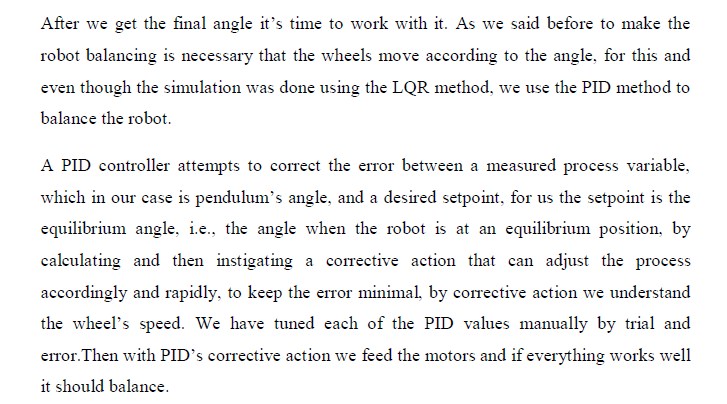 After we get the final angle it's time to work with it. As we said before to make the
robot balancing is necessary that the wheels move according to the angle, for this and
even though the simulation was done using the LQR method, we use the PID method to
balance the robot.
A PID controller attempts to correct the error between a measured process variable,
which in our case is pendulum's angle, and a desired setpoint, for us the setpoint is the
equilibrium angle, i.e., the angle when the robot is at an equilibrium position, by
calculating and then instigating a corrective action that can adjust the process
accordingly and rapidly, to keep the error minimal, by corrective action we understand
the wheel's speed. We have tuned each of the PID values manually by trial and
error.Then with PID's corrective action we feed the motors and if everything works well
it should balance.